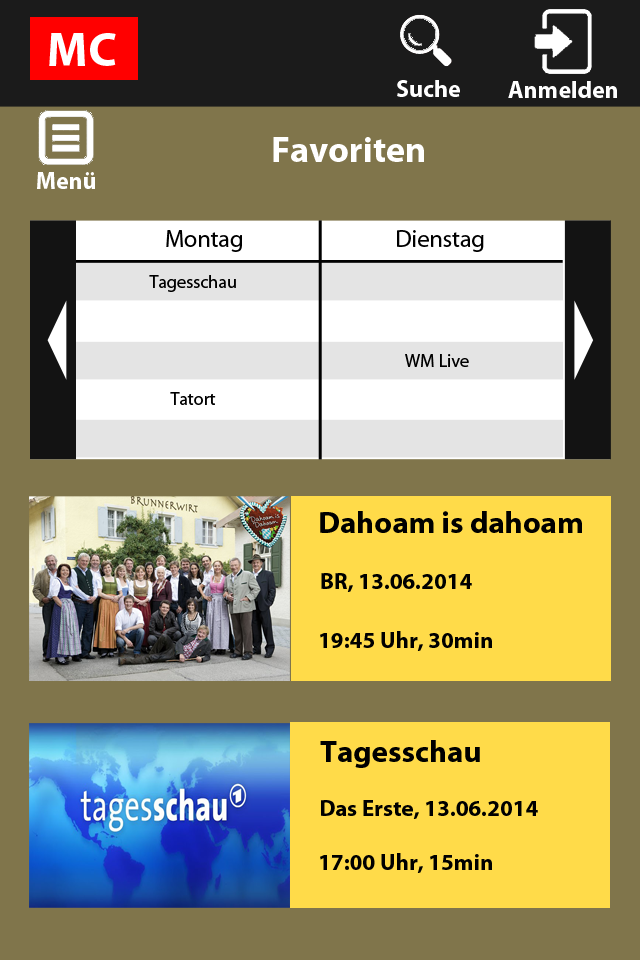 MC
Suche
Anmelden
Menü
Favoriten
Montag
Dienstag
Tagesschau
WM Live
Tatort
BRUNNERWIRT
Dahoam is
Dahoam
Dahoam is dahoam
BR, 13.06.2014
19:45 Uhr, 30min
tagesschau
Tagesschau
Das Erste, 13.06.2014
17:00 Uhr, 15min